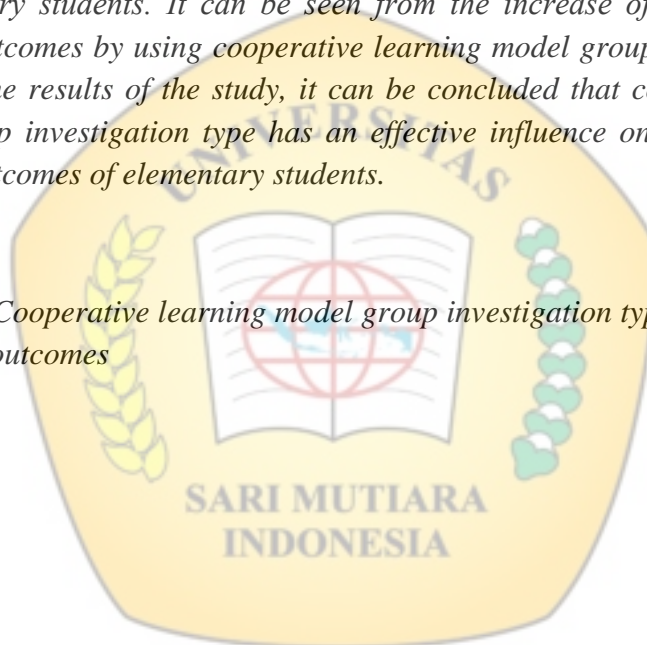 ry students. It can be seen from the increase of
tcomes by using cooperative learning model group
he results of the study, it can be concluded that c
p investigation type has an effective influence on
tcomes of elementary students.
Cooperative learning model group investigation typ
outcomes
UNIVERSITAS
SARI MUTIARA
INDONESIA